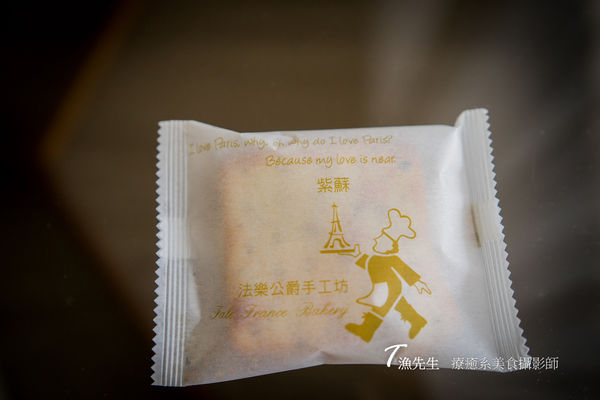 I love Paris, why, oh why do I love Paris?
Because my love is near.
紫蘇
法樂公爵手工坊
France Bakery
T漁先生 療癒系美食攝影師